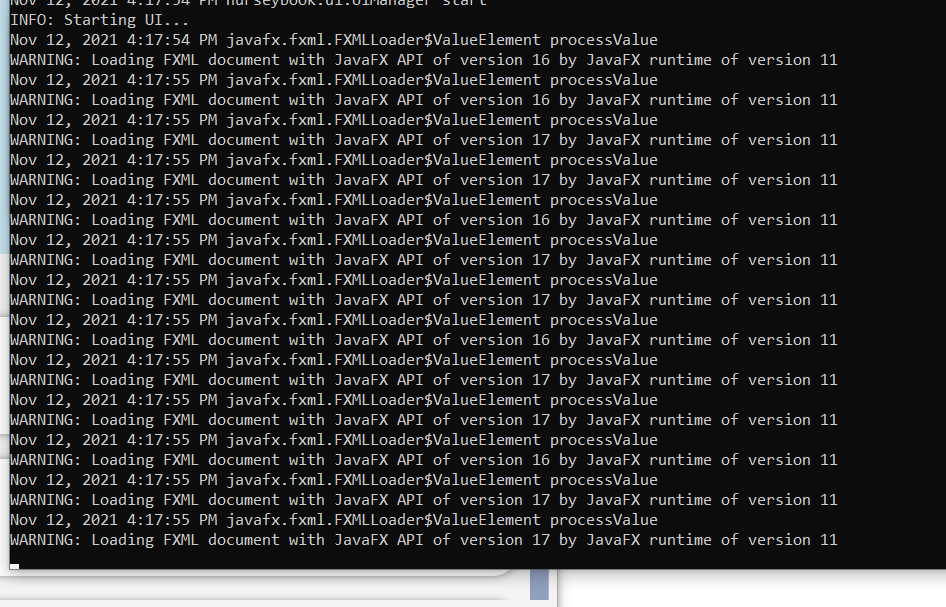 Nov 12, 2021 4:17:54 PM nurseybook.ui.UiManager start
INFO: Starting UI...
Nov 12, 2021 4:17:54 PM javafx.fxml.FXMLLoader$ValueElement processValue
WARNING: Loading FXML document with JavaFX API of version 16 by JavaFX runtime of version 11
Nov 12, 2021 4:17:55 PM javafx.fxml.FXMLLoader$ValueElement processValue
WARNING: Loading FXML document with JavaFX API of version 16 by JavaFX runtime of version 11
Nov 12, 2021 4:17:55 PM javafx.fxml.FXMLLoader$ValueElement processValue
WARNING: Loading FXML document with JavaFX API of version 17 by JavaFX runtime of version 11
Nov 12, 2021 4:17:55 PM javafx.fxml.FXMLLoader$ValueElement processValue
WARNING: Loading FXML document with JavaFX API of version 17 by JavaFX runtime of version 11
Nov 12, 2021 4:17:55 PM javafx.fxml.FXMLLoader$ValueElement processValue
WARNING: Loading FXML document with JavaFX API of version 16 by JavaFX runtime of version 11
Nov 12, 2021 4:17:55 PM javafx.fxml.FXMLLoader$ValueElement processValue
WARNING: Loading FXML document with JavaFX API of version 17 by JavaFX runtime of version 11
Nov 12, 2021 4:17:55 PM javafx.fxml.FXMLLoader$ValueElement processValue
WARNING: Loading FXML document with JavaFX API of version 17 by JavaFX runtime of version 11
Nov 12, 2021 4:17:55 PM javafx.fxml.FXMLLoader$ValueElement processValue
WARNING: Loading FXML document with JavaFX API of version 16 by JavaFX runtime of version 11
Nov 12, 2021 4:17:55 PM javafx.fxml.FXMLLoader$ValueElement processValue
WARNING: Loading FXML document with JavaFX API of version 17 by JavaFX runtime of version 11
Nov 12, 2021 4:17:55 PM javafx.fxml.FXMLLoader$ValueElement processValue
WARNING: Loading FXML document with JavaFX API of version 17 by JavaFX runtime of version 11
Nov 12, 2021 4:17:55 PM javafx.fxml.FXMLLoader$ValueElement processValue
WARNING: Loading FXML document with JavaFX API of version 16 by JavaFX runtime of version 11
Nov 12, 2021 4:17:55 PM javafx.fxml.FXMLLoader$ValueElement processValue
WARNING: Loading FXML document with JavaFX API of version 17 by JavaFX runtime of version 11
Nov 12, 2021 4:17:55 PM javafx.fxml.FXMLLoader$ValueElement processValue
WARNING: Loading FXML document with JavaFX API of version 17 by JavaFX runtime of version 11